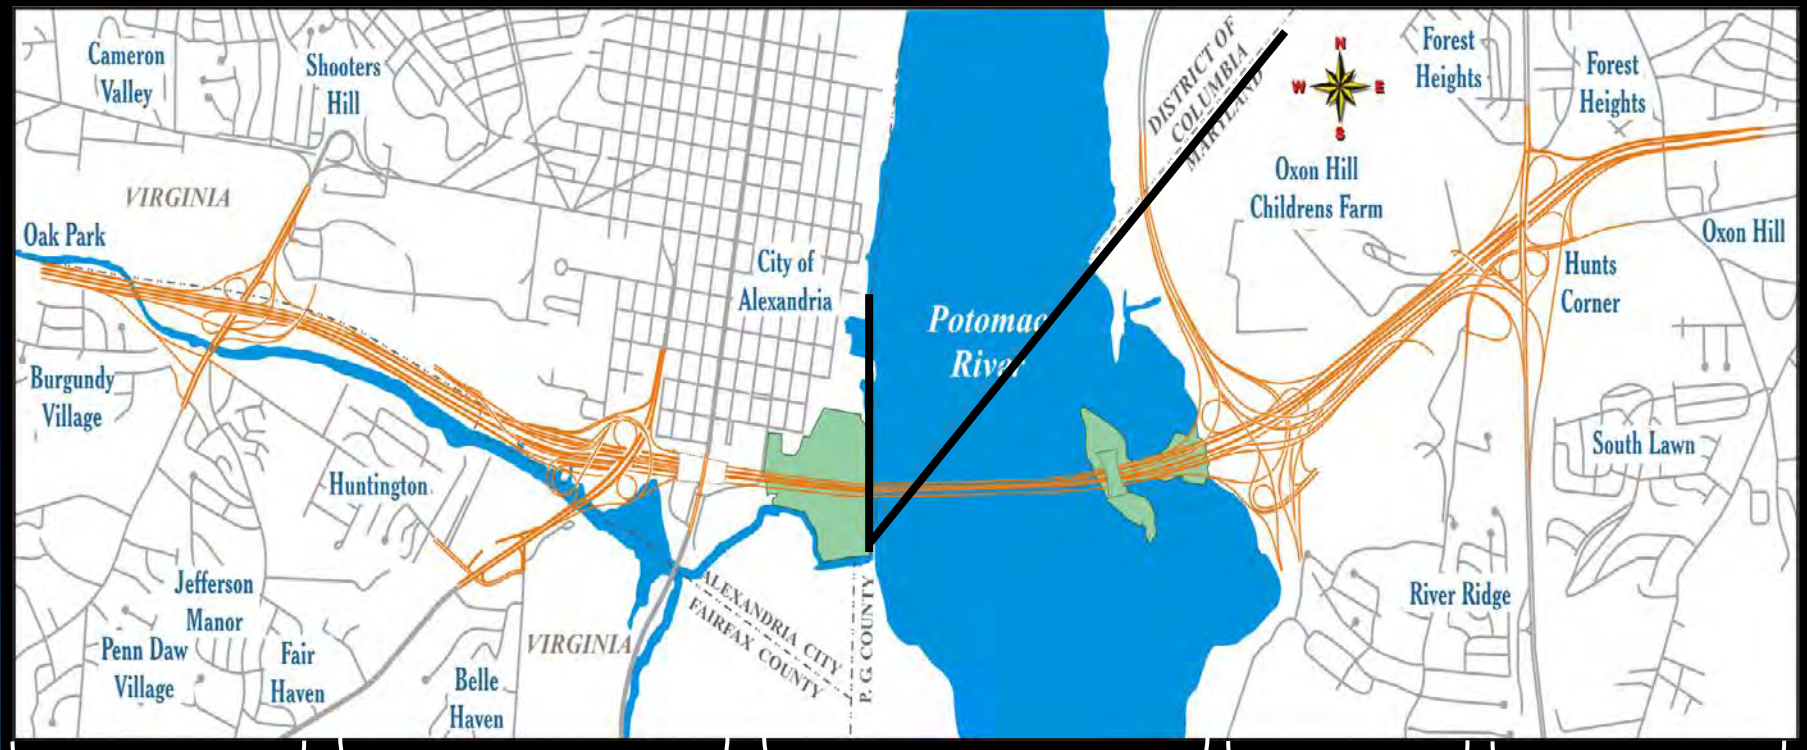 Cameron
Valley
Shooters
Hill
DISTRICT OF
COLUMBIA
MARYLAND
N
W
E
S
Forest
Heights
Forest
Heights
VIRGINIA
Oak Park
City of
Alexandria
Oxon Hill
Childrens Farm
Oxon Hill
Hunts
Corner
Potomac
River
Burgundy
Village
Huntington
South Lawn
Jefferson
Manor
Penn Daw
Village
Fair
Haven
Belle
Haven
VIRGINIA
ALEXANDRIA CITY
FAIRFAX COUNTY
P. G COUNTY
River Ridge